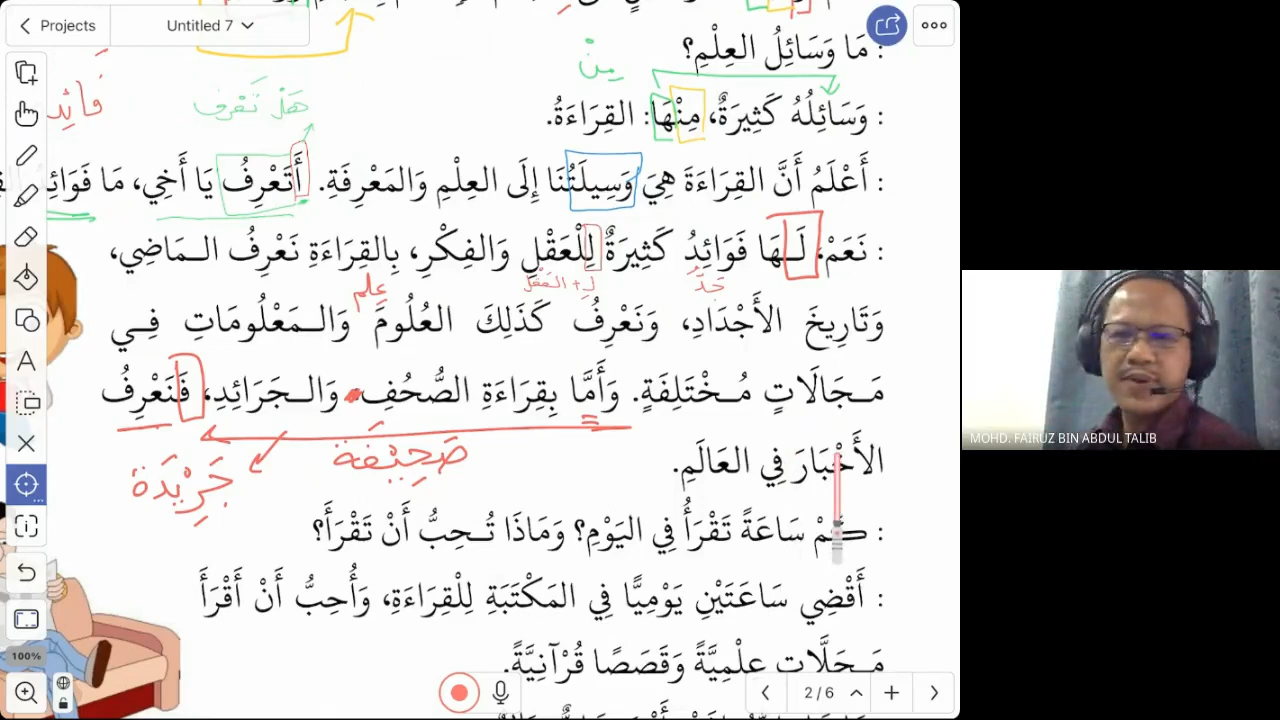 Projects
Untitled 7
: مَا وَسَائِلُ العِلْمِ؟
مِنْ
: وَسَائِلُهُ كَثِيرَةٌ، مِنْهَا: القِرَاءَةُ.
هَلْ تَعْرِف
فَائِد
: أَعْلَمُ أَنَّ القِرَاءَةَ هِيَ وَسِيلَتُنَا إِلَى العِلْمِ وَالمَعْرِفَةِ. أَتَعْرِفُ يَا أَخِي، مَا فَوَائِدُ
: نَعَمْ، لَـهَا فَوَائِدُ كَثِيرَةٌ لِلْعَقْلِ وَالفِكْرِ، بِالقِرَاءَةِ نَعْرِفُ الـمَاضِي،
جَدٌّ
لِـ + العَقْل
عِلم
وَتَارِيخَ الأَجْدَادِ، وَنَعْرِفُ كَذَلِكَ العُلُومَ وَالـمَعْلُومَاتِ فِـي
مَـجَالَاتٍ مُـخْتَلِفَةٍ. وَأَمَّا بِقِرَاءَةِ الصُّحُفِ وَالـجَرَائِدِ، فَنَعْرِفُ
صَحِيْفَة
جَرِيْدَة
الأَخْبَارَ فِي العَالَمِ.
: كَمْ سَاعَةً تَقْرَأُ فِي اليَوْمِ؟ وَمَاذَا تُـحِبُّ أَنْ تَقْرَأَ؟
: أَقْضِي سَاعَتَيْنِ يَوْمِيًّا فِي المَكْتَبَةِ لِلْقِرَاءَةِ، وَأُحِبُّ أَنْ أَقْرَأَ
مَـجَلَّاتٍ عِلْمِيَّةً وَقَصَصًا قُرْآنِيَّةً.
100%
2/6
MOHD. FAIRUZ BIN ABDUL TALIB